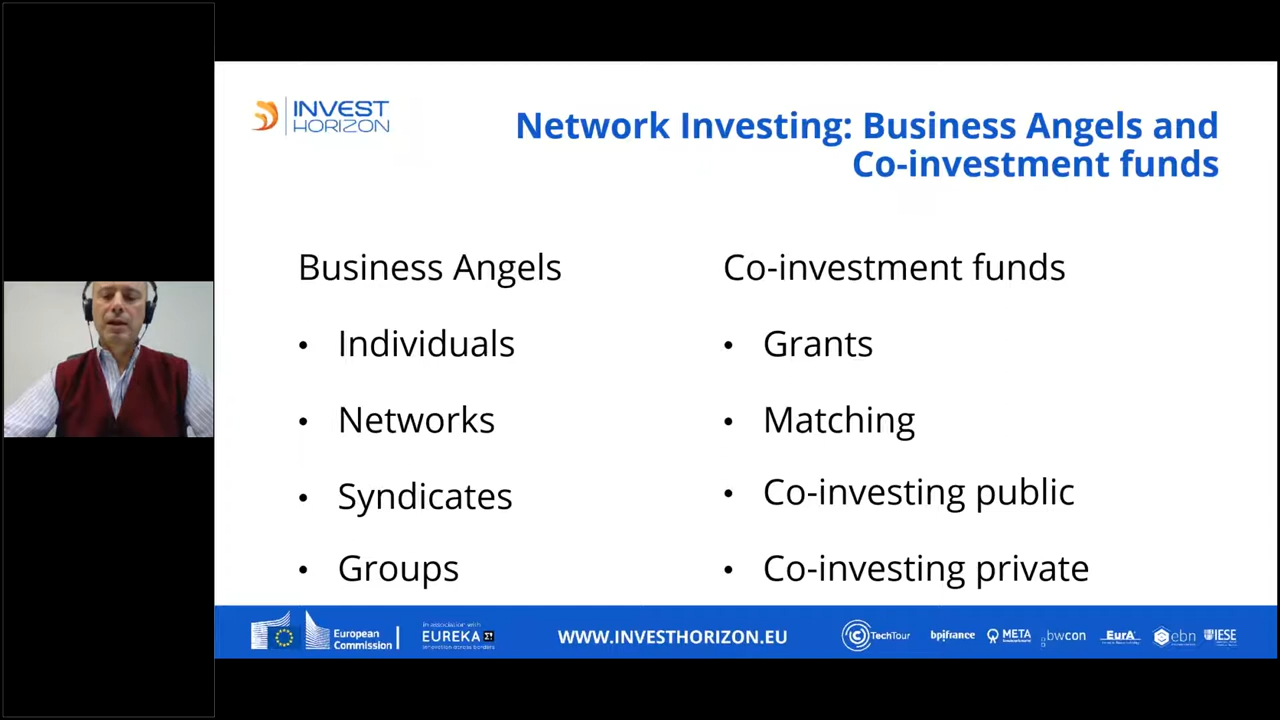 INVEST
HORIZON
Network Investing: Business Angels and
Co-investment funds
Business Angels
• Individuals
• Networks
• Syndicates
• Groups
Co-investment funds
• Grants
• Matching
• Co-investing public
• Co-investing private
European
Commission
in association with
EUREKA Σ!
innovation across borders
WWW.INVESTHORIZON.EU
TechTour
bpifrance
META
:bwcon
EurA
ebn
IESE